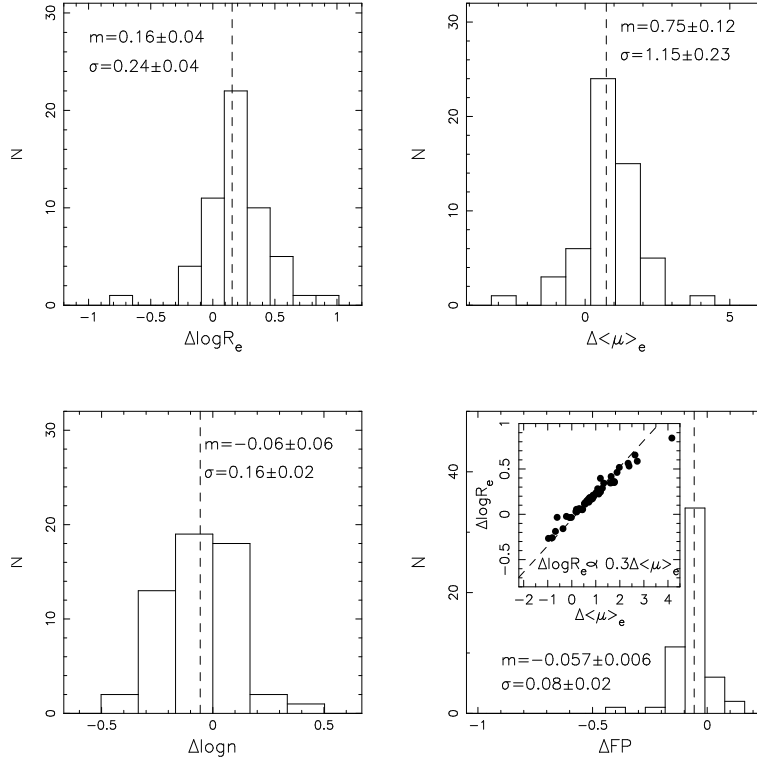 m=0.16±0.04
σ=0.24±0.04
N
0 10 20 30
−1 −0.5 0 0.5 1
ΔlogR_e
m=0.75±0.12
σ=1.15±0.23
N
0 10 20 30
0 5
Δ<μ>_e
m=−0.06±0.06
σ=0.16±0.02
N
0 10 20 30
−0.5 0 0.5
Δlogn
ΔlogR_e
−0.5 0 0.5 1
ΔlogR_e∝ 0.3Δ<μ>_e
−2 −1 0 1 2 3 4
Δ<μ>_e
m=−0.057±0.006
σ=0.08±0.02
N
0 20 40
−1 −0.5 0
ΔFP